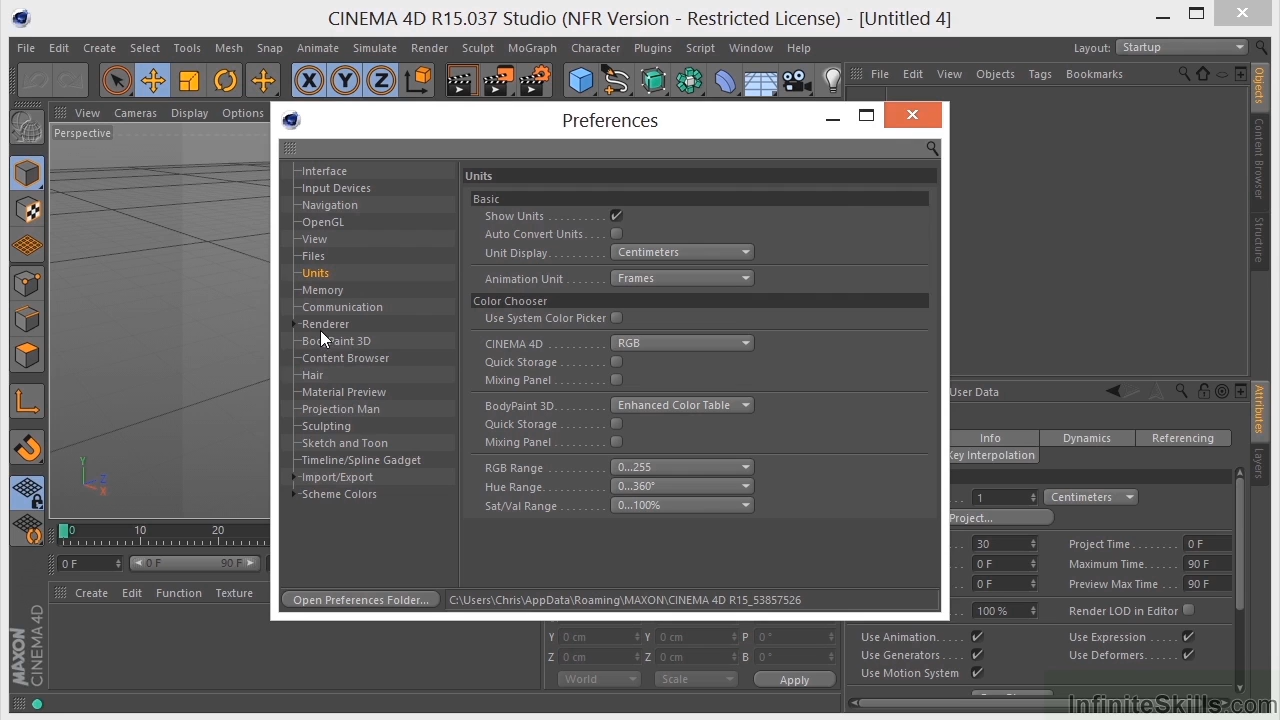 CINEMA 4D R15.037 Studio (NFR Version - Restricted License) - [Untitled 4]
File Edit Create Select Tools Mesh Snap Animate Simulate Render Sculpt MoGraph Character Plugins Script Window Help Layout: Startup
X Y Z
File Edit View Objects Tags Bookmarks
View Cameras Display Options
Perspective
Preferences
Interface
Input Devices
Navigation
OpenGL
View
Files
Units
Memory
Communication
Renderer
BodyPaint 3D
Content Browser
Hair
Material Preview
Projection Man
Sculpting
Sketch and Toon
Timeline/Spline Gadget
Import/Export
Scheme Colors
Units
Basic
Show Units
Auto Convert Units
Unit Display Centimeters
Animation Unit Frames
Color Chooser
Use System Color Picker
CINEMA 4D RGB
Quick Storage
Mixing Panel
BodyPaint 3D Enhanced Color Table
Quick Storage
Mixing Panel
RGB Range 0...255
Hue Range 0...360°
Sat/Val Range 0...100%
Open Preferences Folder... C:\Users\Chris\AppData\Roaming\MAXON\CINEMA 4D R15_53857526
Objects
Content Browser
Structure
Attributes
Layers
User Data
Info Dynamics Referencing
Key Interpolation
1 Centimeters
Project...
30 Project Time 0 F
0 F Maximum Time 90 F
0 F Preview Max Time 90 F
100 % Render LOD in Editor
Use Animation Use Expression
Use Generators Use Deformers
Use Motion System
Y
Z
X
0 10 20
0 F 0 F 90 F
Create Edit Function Texture
Y 0 cm Y 0 cm P 0 °
Z 0 cm Z 0 cm B 0 °
World Scale Apply
MAXON
CINEMA 4D
InfiniteSkills.com